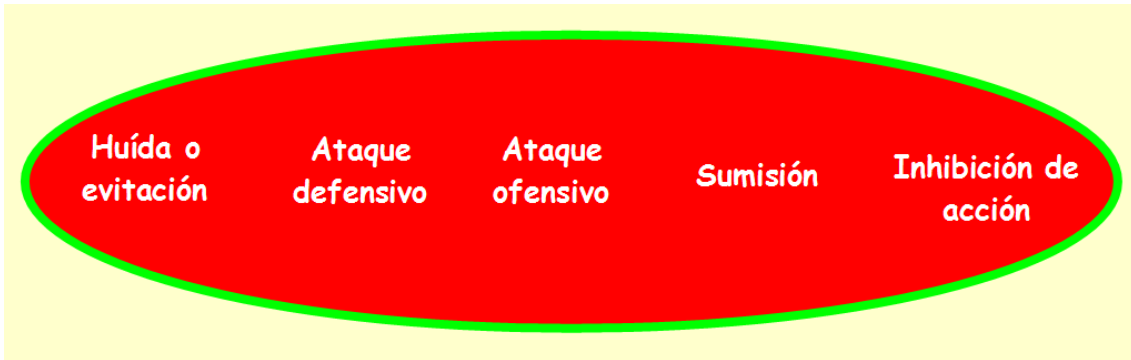 Huída o
evitación
Ataque
defensivo
Ataque
ofensivo
Sumisión
Inhibición de
acción